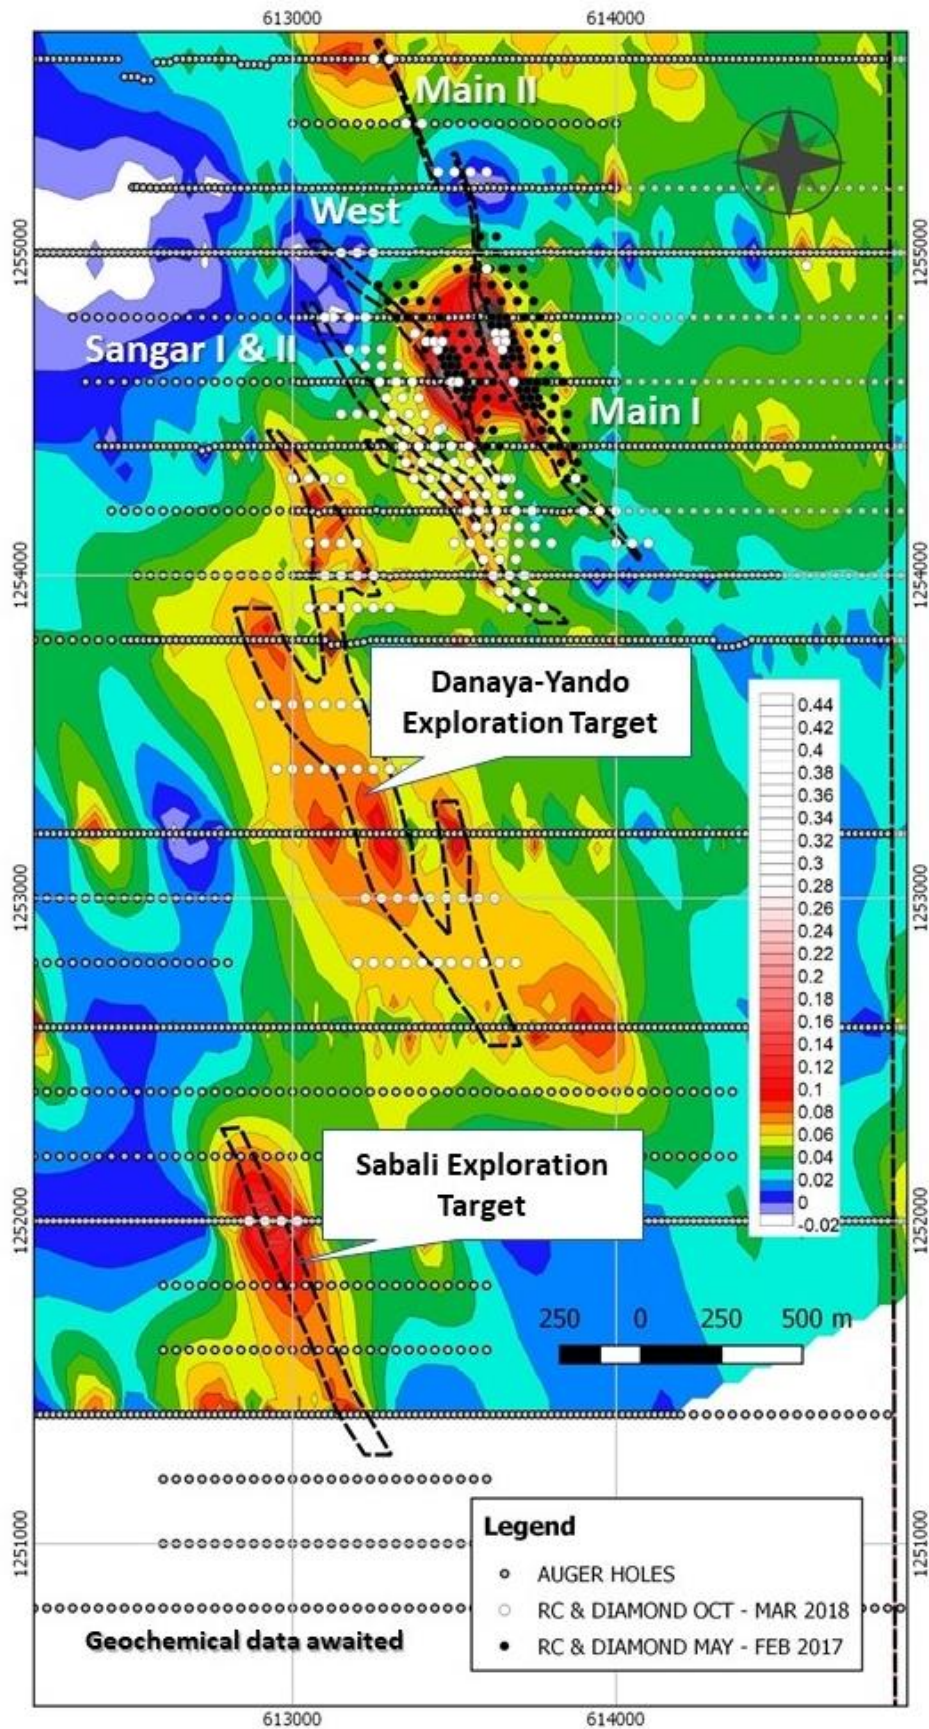 613000
614000
Main II
West
1255000
1255000
Sangar I & II
Main I
1254000
1254000
Danaya-Yando
Exploration Target
0.44
0.42
0.4
0.38
0.36
0.34
0.32
0.3
0.28
0.26
0.24
0.22
0.2
0.18
0.16
0.14
0.12
0.1
0.08
0.06
0.04
0.02
0
-0.02
1253000
1253000
Sabali Exploration
Target
1252000
1252000
250 0 250 500 m
Legend
AUGER HOLES
RC & DIAMOND OCT - MAR 2018
RC & DIAMOND MAY - FEB 2017
1251000
1251000
Geochemical data awaited
613000
614000